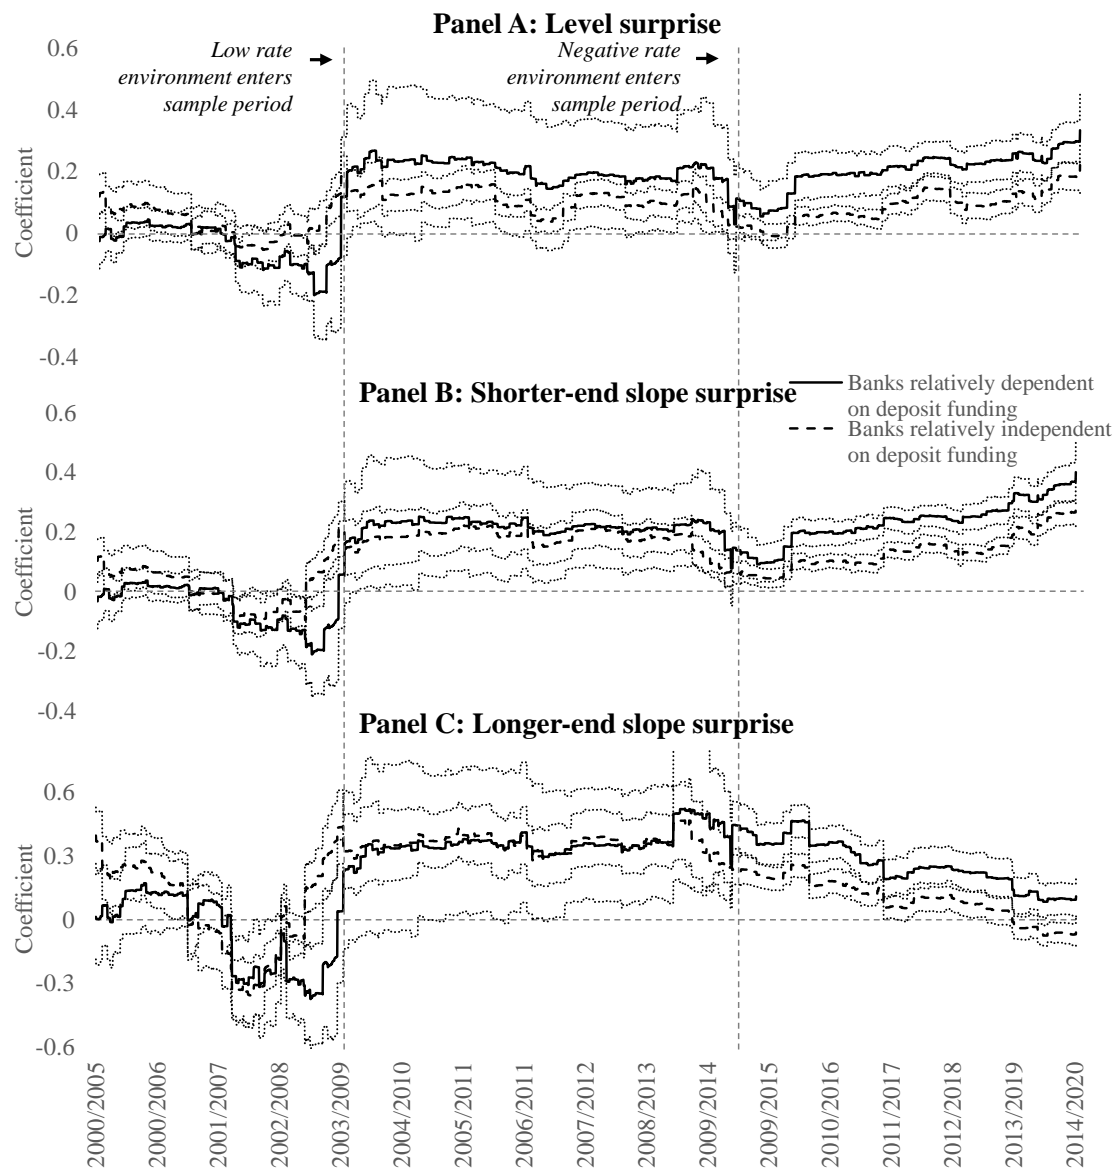 Panel A: Level surprise
Low rate
environment enters
sample period
Negative rate
environment enters
sample period
Coefficient
0.6
0.4
0.2
0
-0.2
-0.4
Panel B: Shorter-end slope surprise
Banks relatively dependent
on deposit funding
Banks relatively independent
on deposit funding
Coefficient
0.6
0.4
0.2
0
-0.2
-0.4
Panel C: Longer-end slope surprise
Coefficient
0.6
0.3
0
-0.3
-0.6
2000/2005
2000/2006
2001/2007
2002/2008
2003/2009
2004/2010
2005/2011
2006/2011
2007/2012
2008/2013
2009/2014
2009/2015
2010/2016
2011/2017
2012/2018
2013/2019
2014/2020